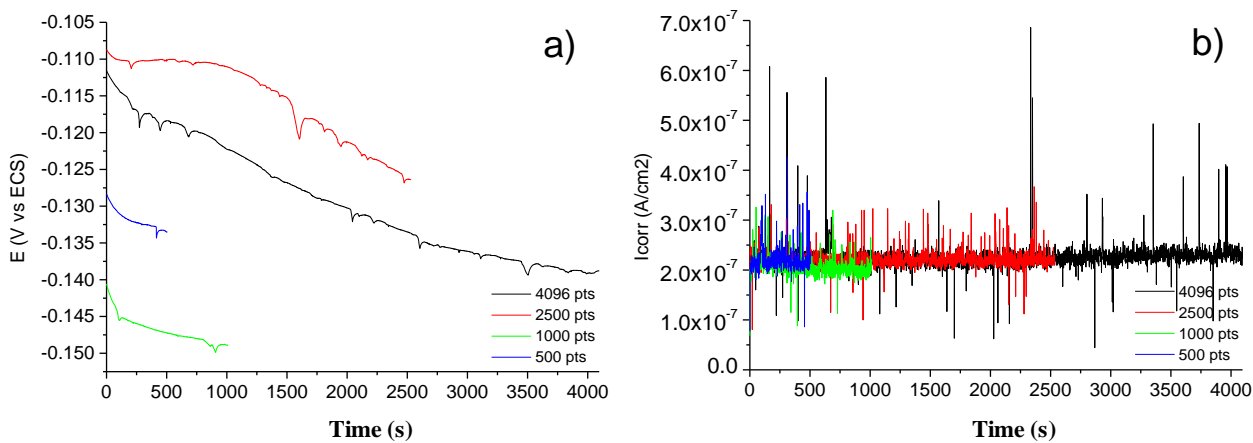 a)
E (V vs ECS)
-0.105
-0.110
-0.115
-0.120
-0.125
-0.130
-0.135
-0.140
-0.145
-0.150
0 500 1000 1500 2000 2500 3000 3500 4000
Time (s)
4096 pts
2500 pts
1000 pts
500 pts
b)
Icorr (A/cm2)
7.0x10-7
6.0x10-7
5.0x10-7
4.0x10-7
3.0x10-7
2.0x10-7
1.0x10-7
0.0
0 500 1000 1500 2000 2500 3000 3500 4000
Time (s)
4096 pts
2500 pts
1000 pts
500 pts